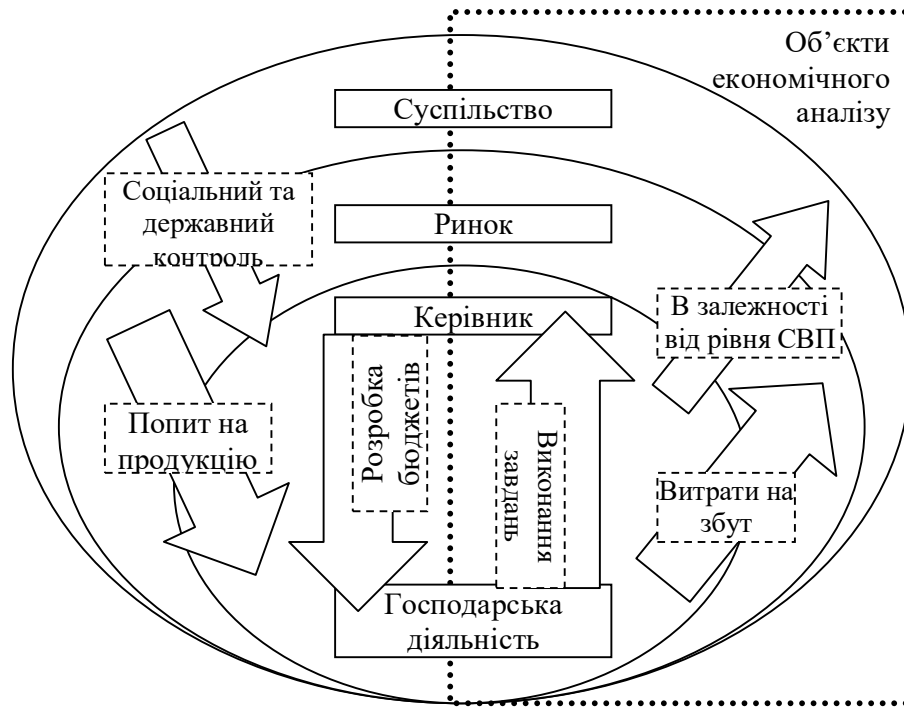 Об’єкти
економічного
аналізу
Суспільство
Соціальний та
державний
контроль
Ринок
Керівник
В залежності
від рівня СВП
Розробка
бюджетів
Виконання
завдань
Попит на
продукцію
Витрати на
збут
Господарська
діяльність